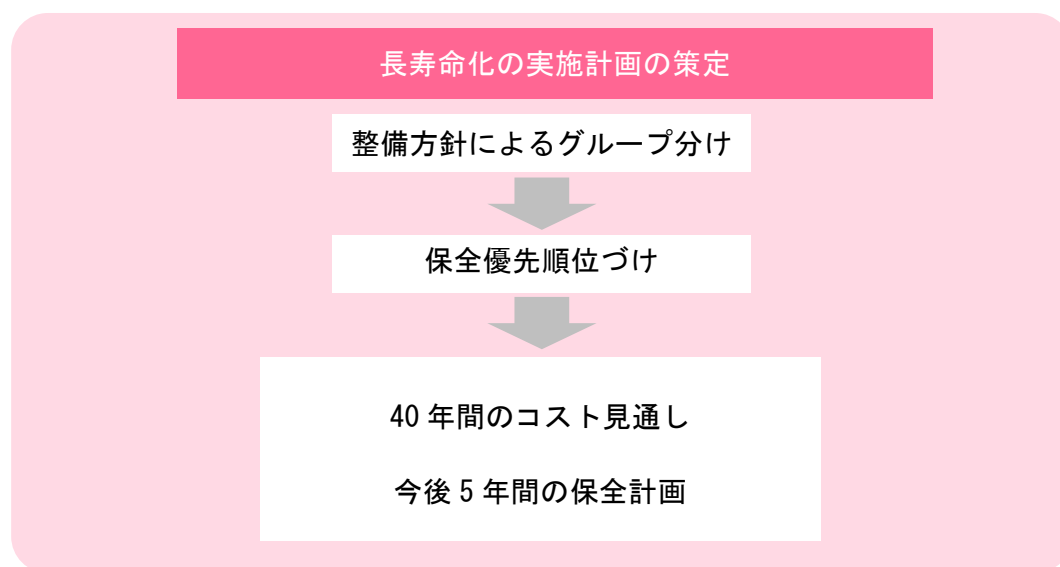 長寿命化の実施計画の策定
整備方針によるグループ分け
保全優先順位づけ
40 年間のコスト見通し
今後 5 年間の保全計画